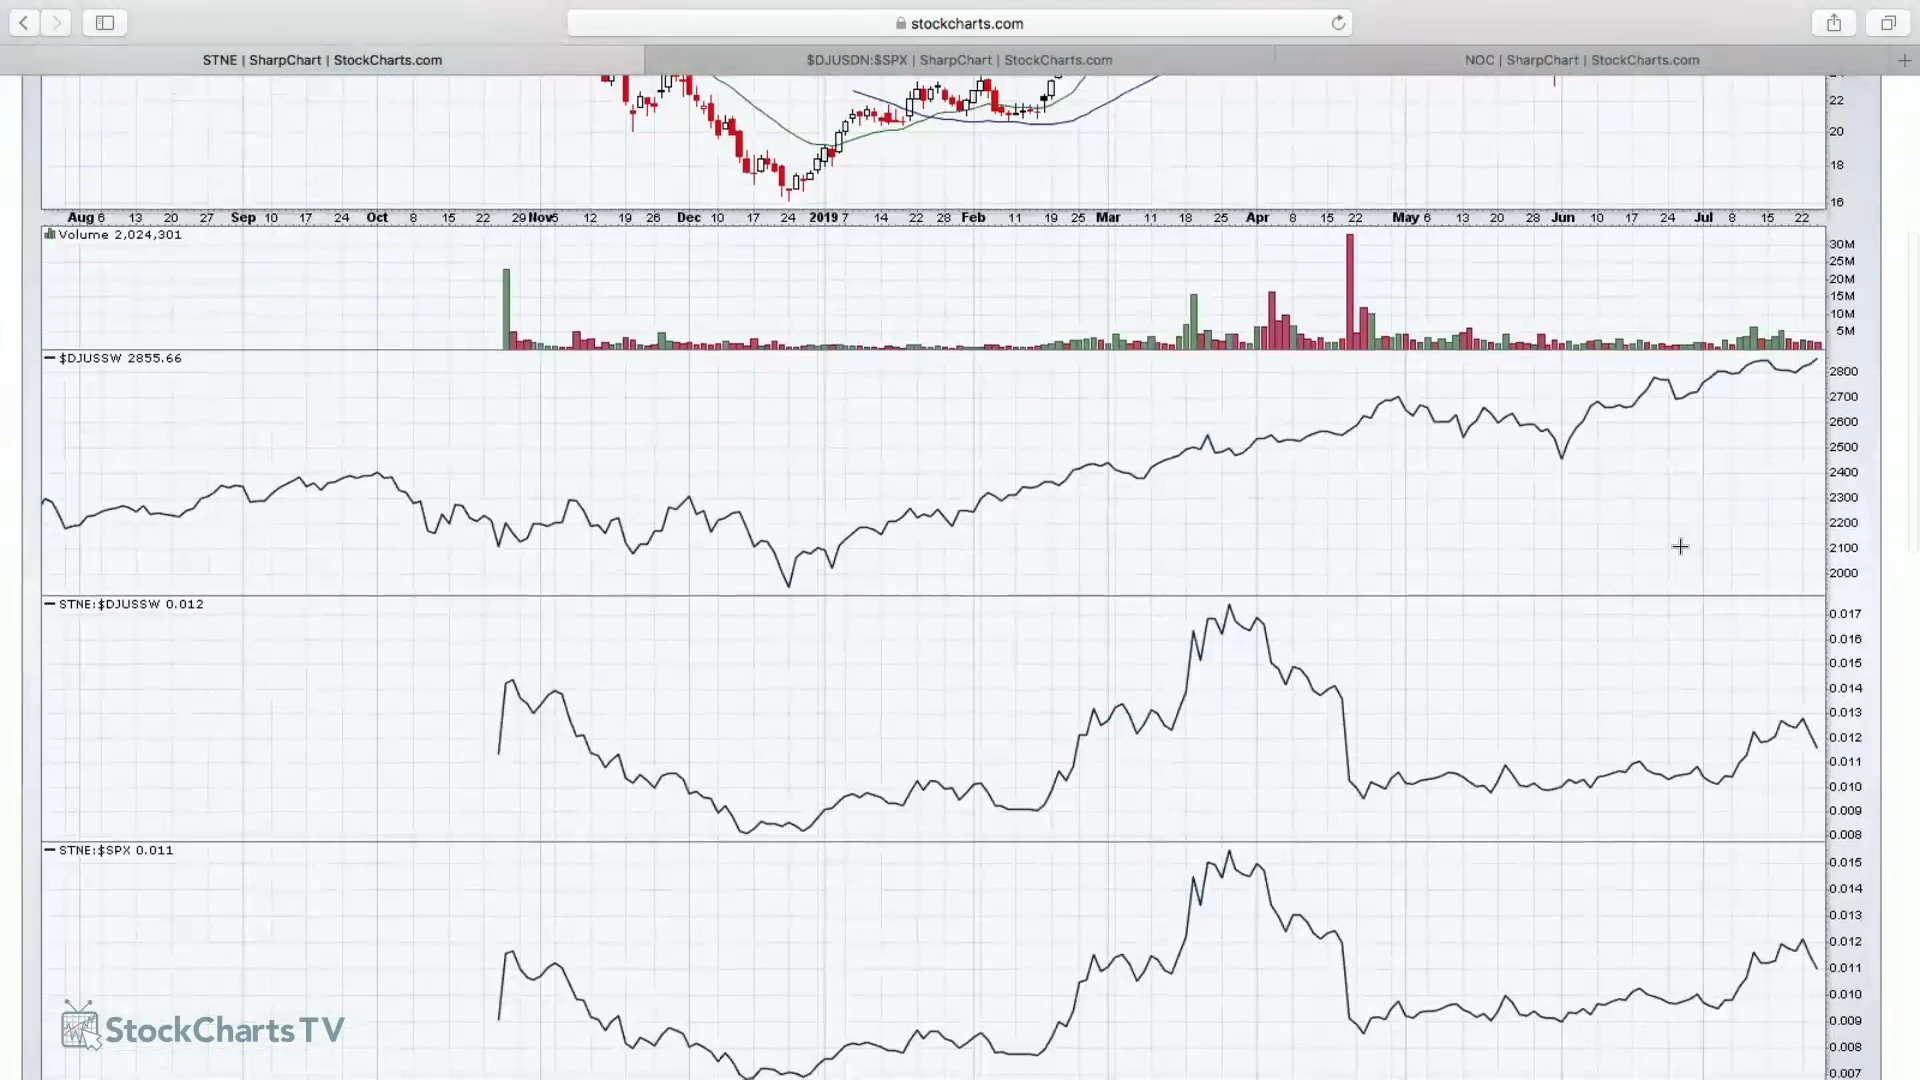 stockcharts.com
STNE | SharpChart | StockCharts.com
$DJUSDN:$SPX | SharpChart | StockCharts.com
NOC | SharpChart | StockCharts.com
22
20
18
16
Aug 6 13 20 27 Sep 10 17 24 Oct 8 15 22 29 Nov 5 12 19 26 Dec 10 17 24 2019 7 14 22 28 Feb 11 19 25 Mar 11 18 25 Apr 8 15 22 May 6 13 20 28 Jun 10 17 24 Jul 8 15 22
Volume 2,024,301
30M
25M
20M
15M
10M
5M
$DJUSSW 2855.66
2800
2700
2600
2500
2400
2300
2200
2100
2000
STNE:$DJUSSW 0.012
0.017
0.016
0.015
0.014
0.013
0.012
0.011
0.010
0.009
0.008
STNE:$SPX 0.011
0.015
0.014
0.013
0.012
0.011
0.010
0.009
0.008
0.007
StockCharts TV